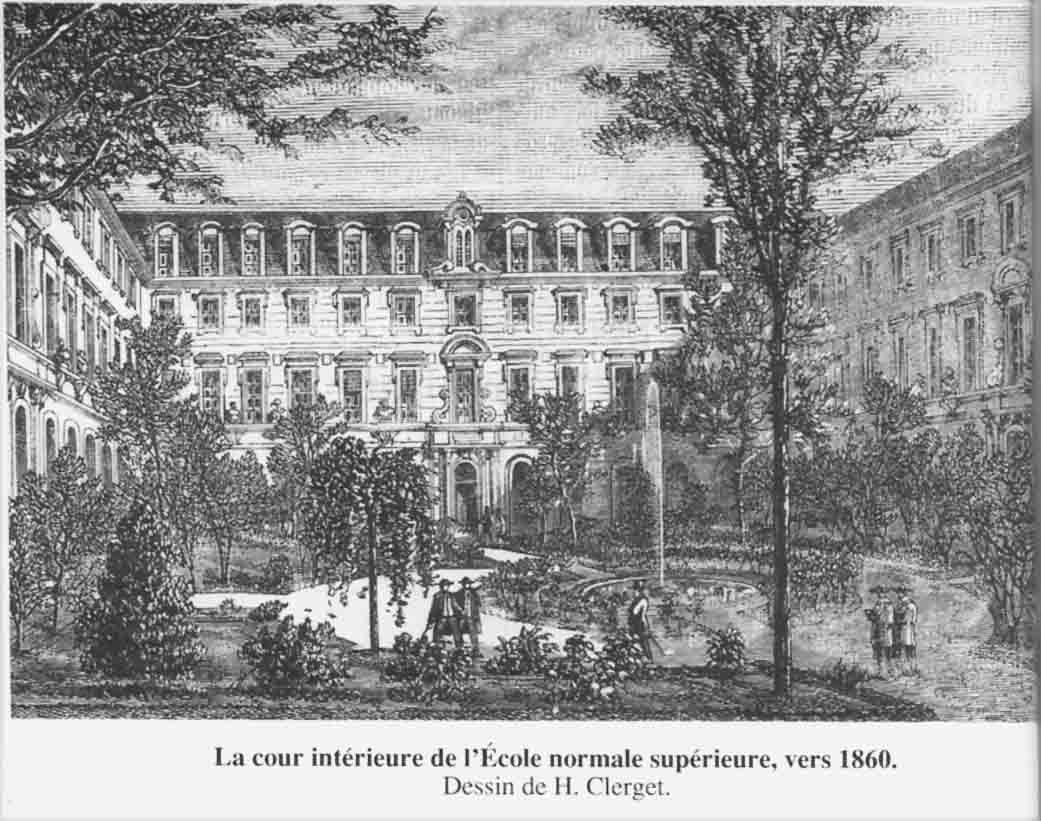 La cour intérieure de l'École normale supérieure, vers 1860.
Dessin de H. Clerget.